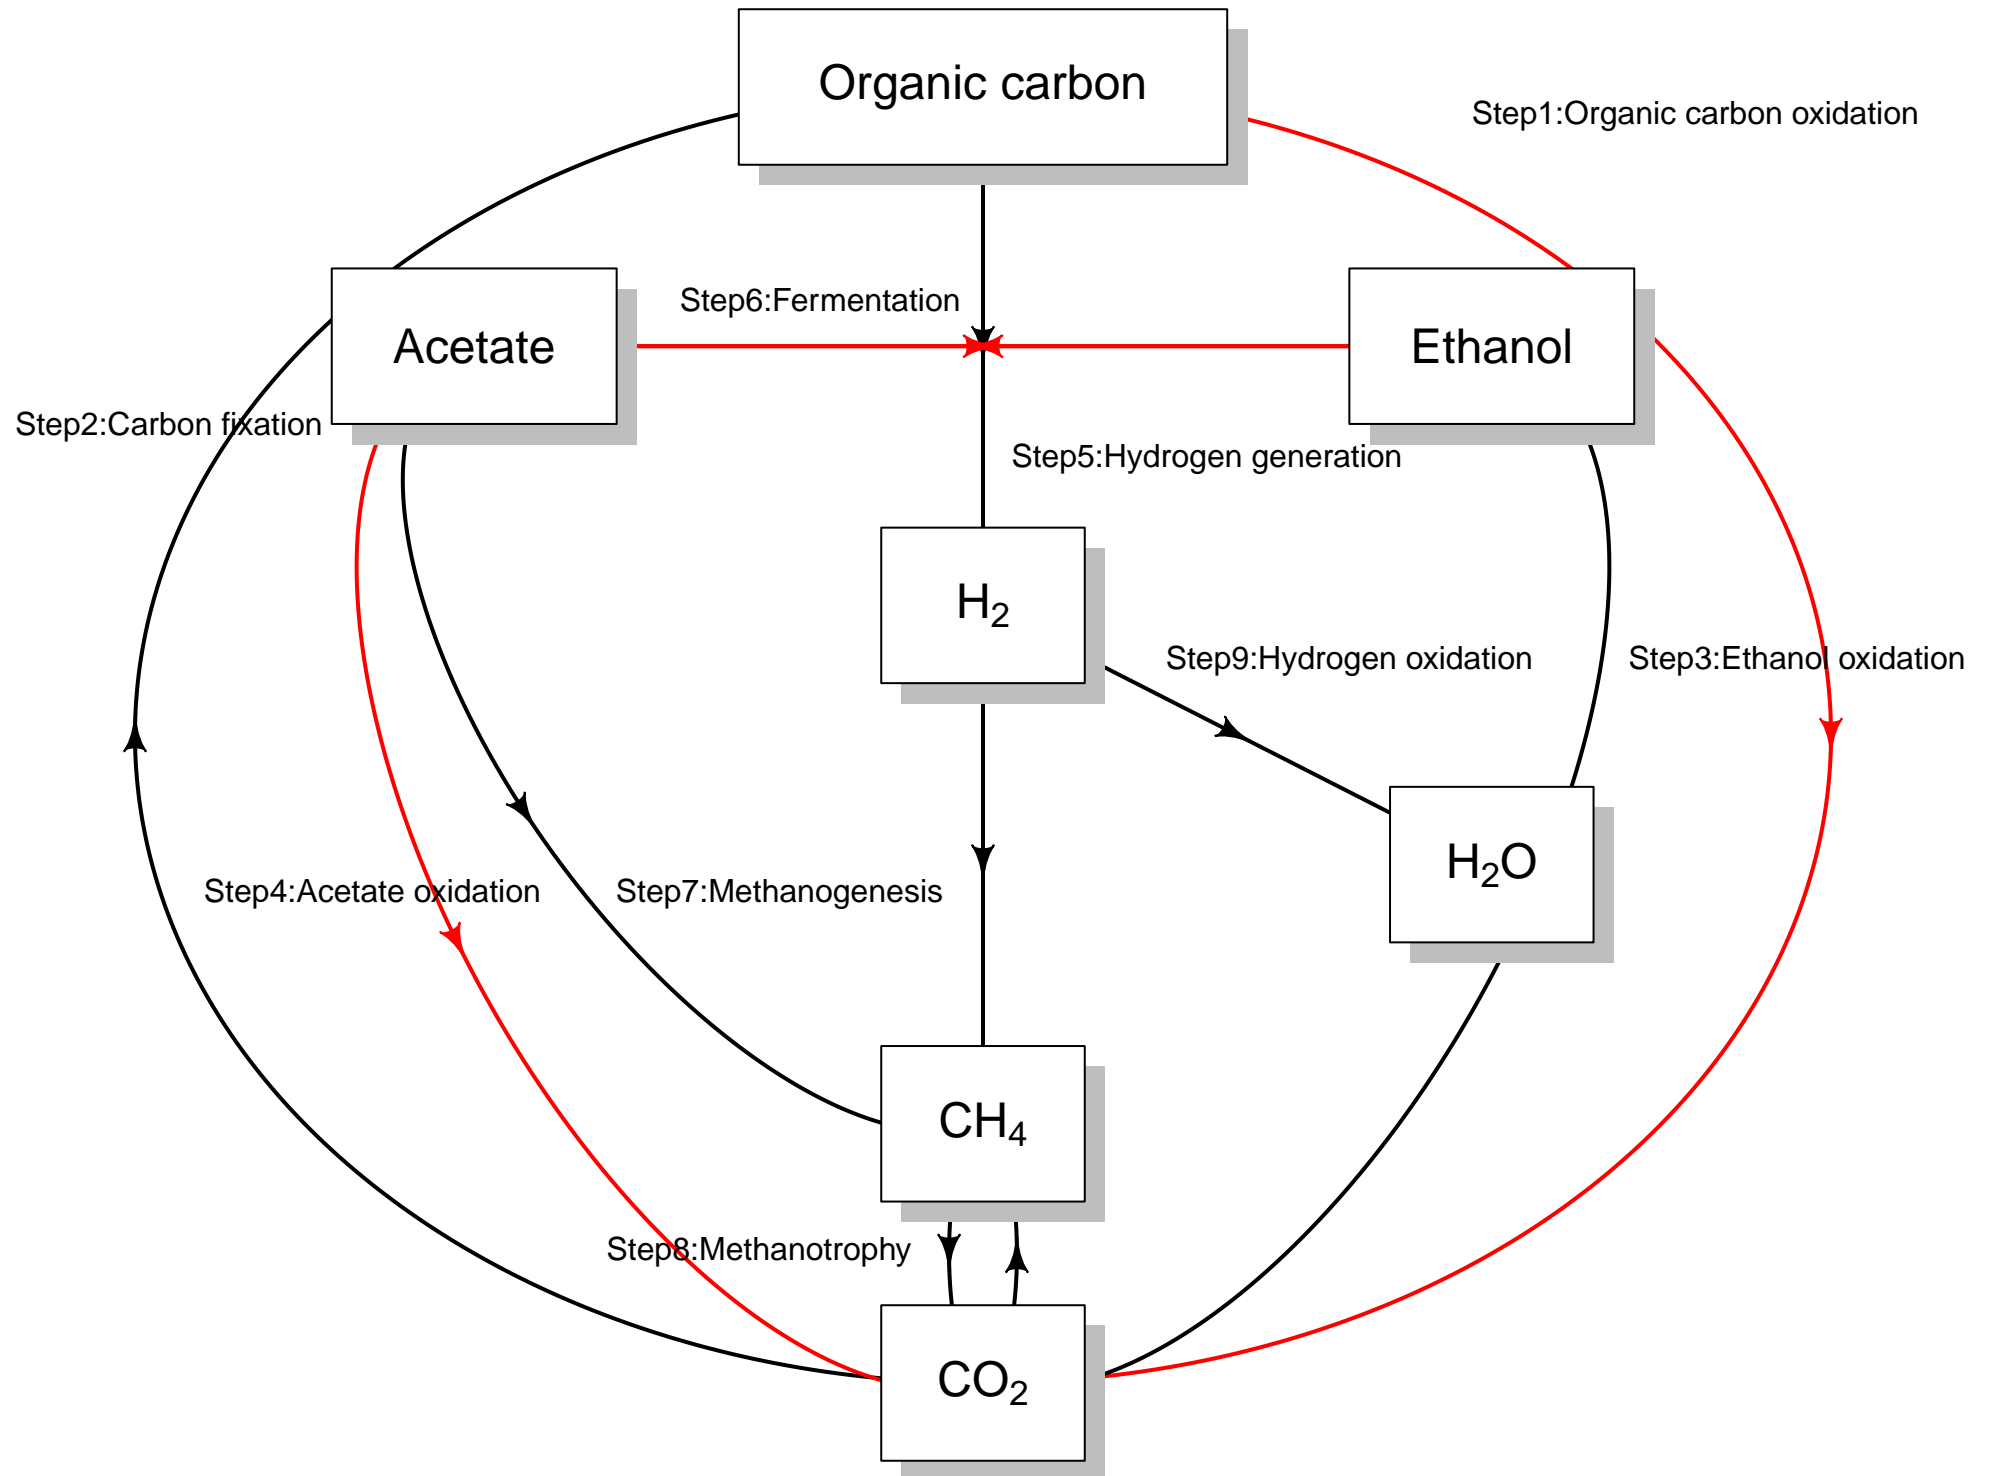 Organic carbon
Step1:Organic carbon oxidation
Step6:Fermentation
Acetate
Ethanol
Step2:Carbon fixation
Step5:Hydrogen generation
H₂
Step9:Hydrogen oxidation
Step3:Ethanol oxidation
H₂O
Step4:Acetate oxidation
Step7:Methanogenesis
CH₄
Step8:Methanotrophy
CO₂